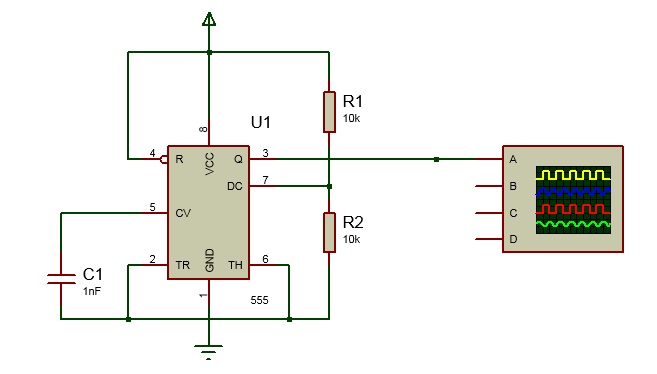 U1
8
R1
10k
4 R VCC Q 3
A
DC 7
B
5 CV
R2
10k
C
D
2 TR GND TH 6
C1
1nF
1
555